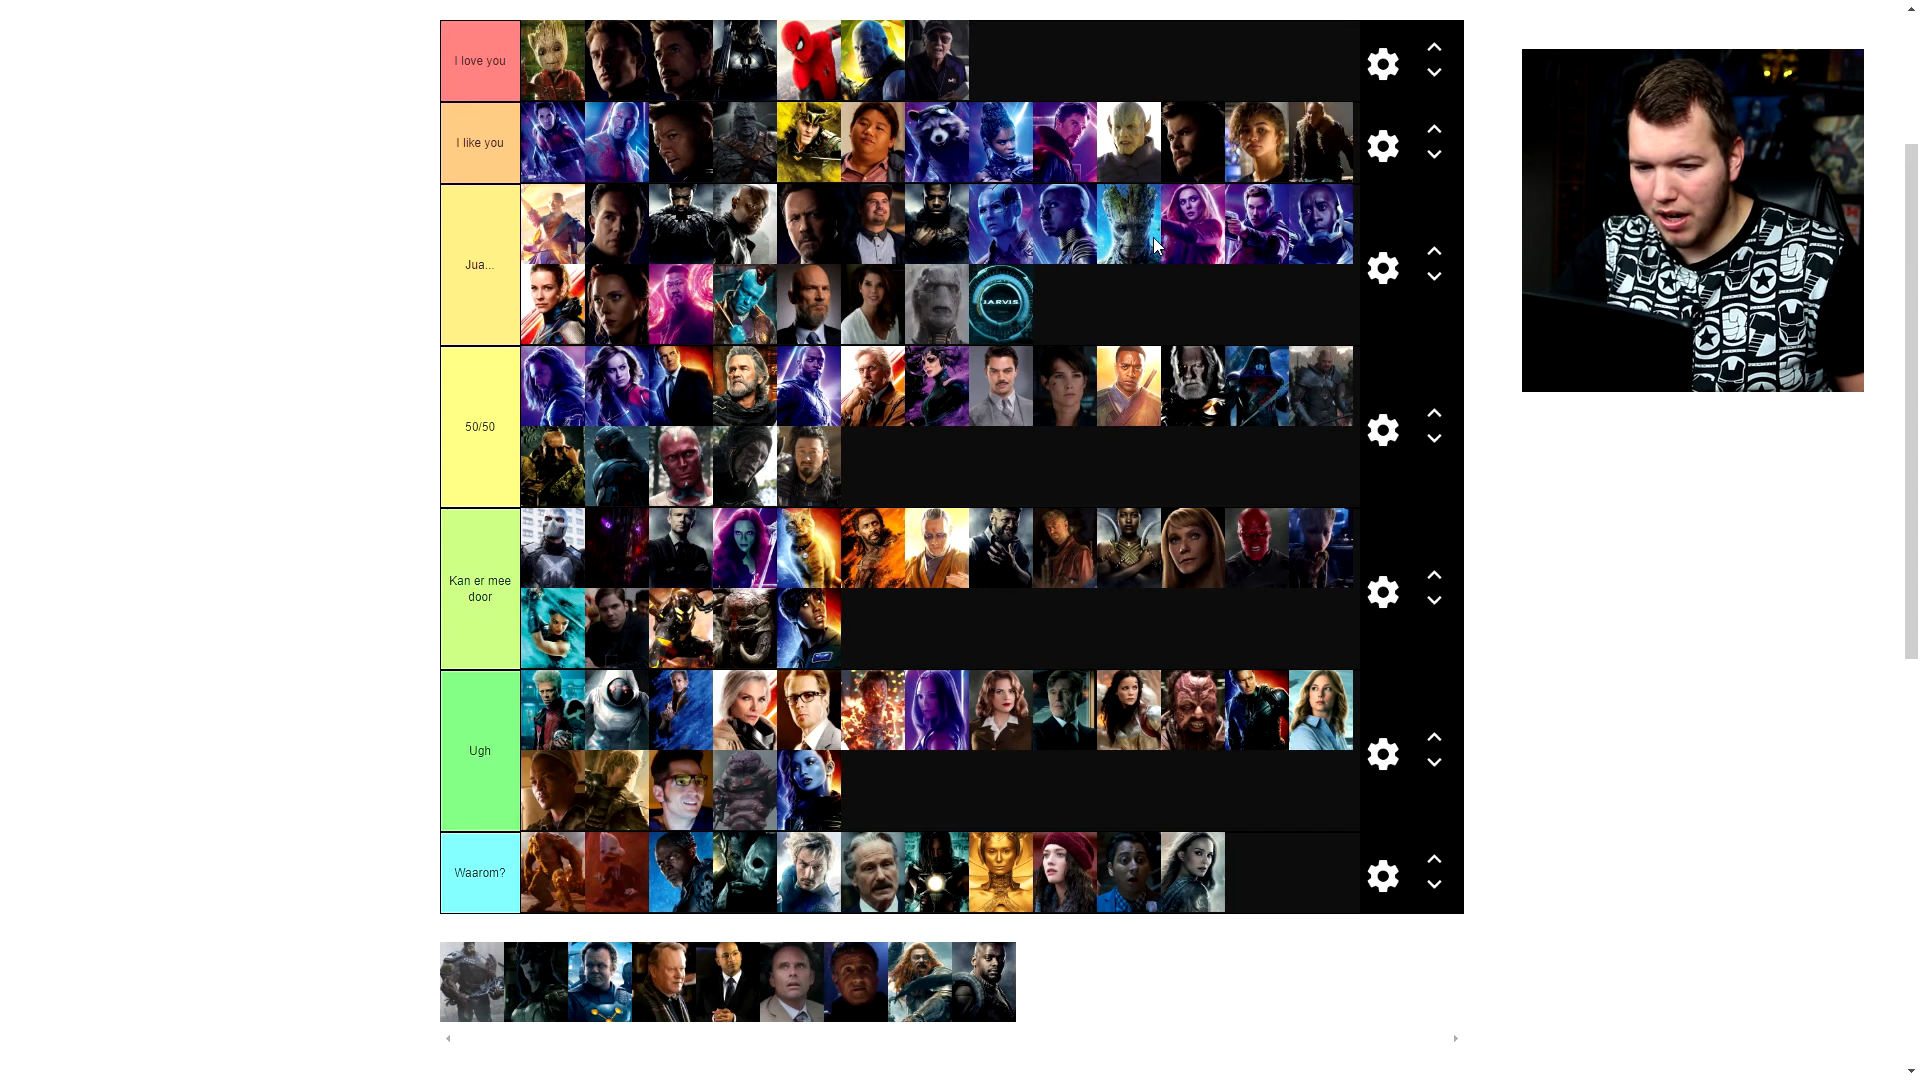 I love you
I like you
Jua...
JARVIS
50/50
Kan er mee
door
Ugh
Waarom?